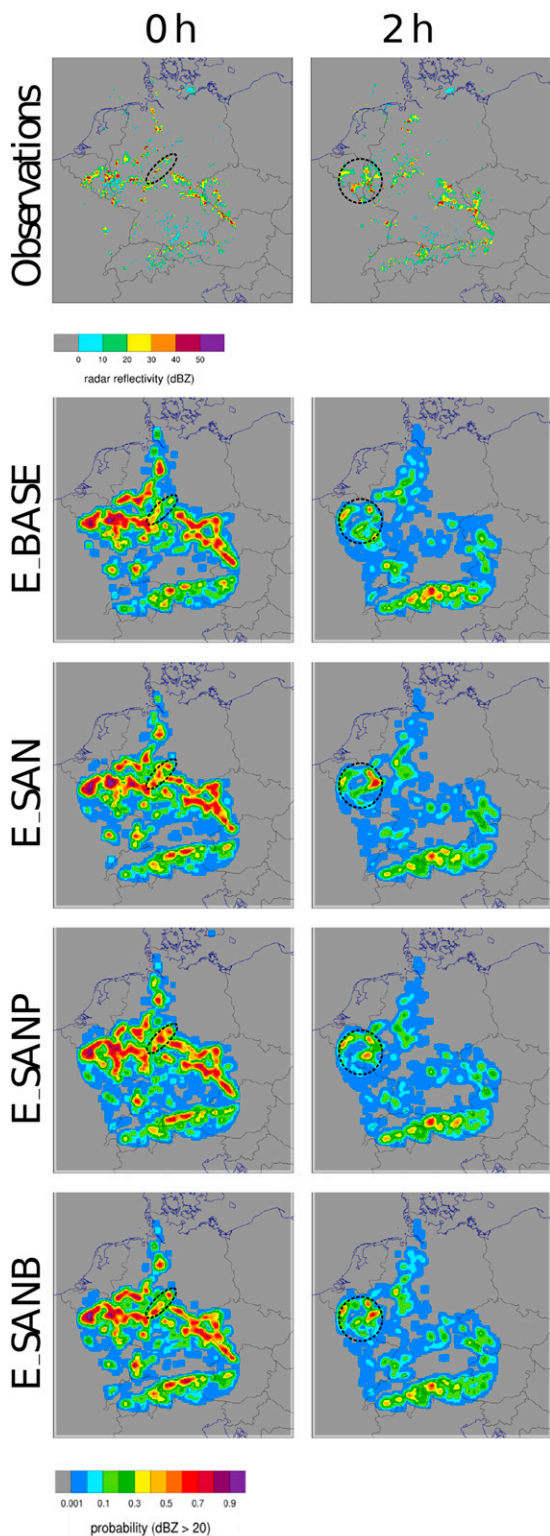 0 h 2 h
Observations
0 10 20 30 40 50
radar reflectivity (dBZ)
E_BASE
E_SAN
E_SANP
E_SANB
0.001 0.1 0.3 0.5 0.7 0.9
probability (dBZ > 20)